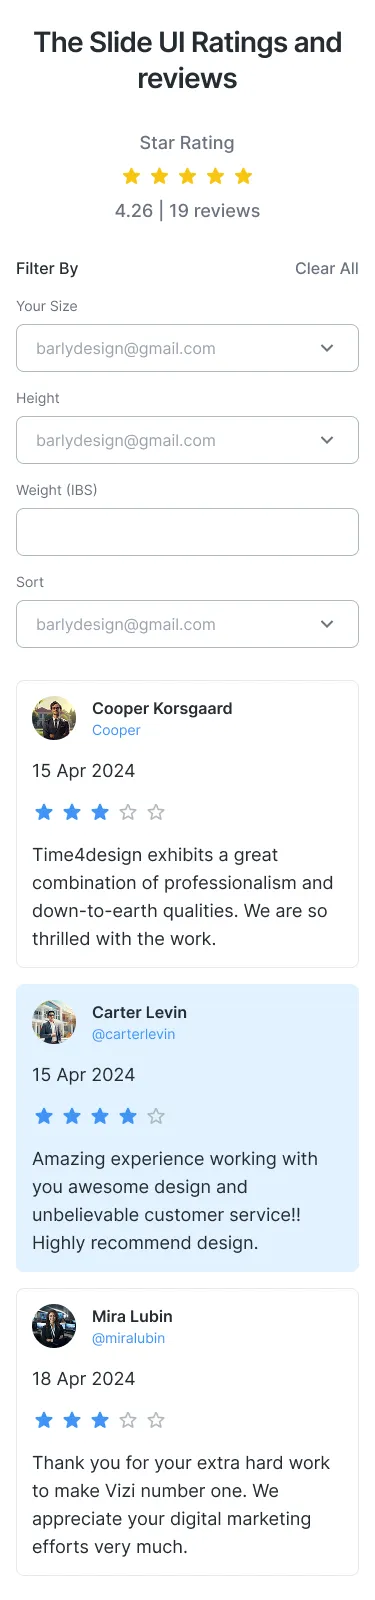 The Slide UI Ratings and
reviews
Star Rating
4.26 | 19 reviews
Filter By
Clear All
Your Size
barlydesign@gmail.com
Height
barlydesign@gmail.com
Weight (IBS)
Sort
barlydesign@gmail.com
Cooper Korsgaard
Cooper
15 Apr 2024
Time4design exhibits a great
combination of professionalism and
down-to-earth qualities. We are so
thrilled with the work.
Carter Levin
@carterlevin
15 Apr 2024
Amazing experience working with
you awesome design and
unbelievable customer service!!
Highly recommend design.
Mira Lubin
@miralubin
18 Apr 2024
Thank you for your extra hard work
to make Vizi number one. We
appreciate your digital marketing
efforts very much.